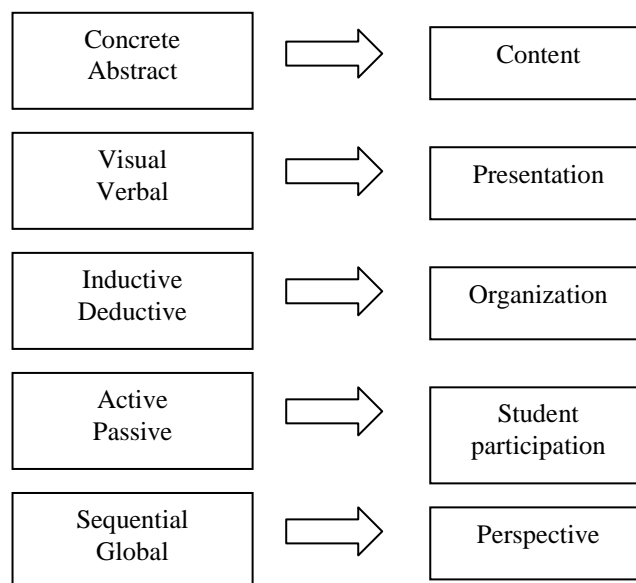 Concrete
Abstract
Content
Visual
Verbal
Presentation
Inductive
Deductive
Organization
Active
Passive
Student
participation
Sequential
Global
Perspective